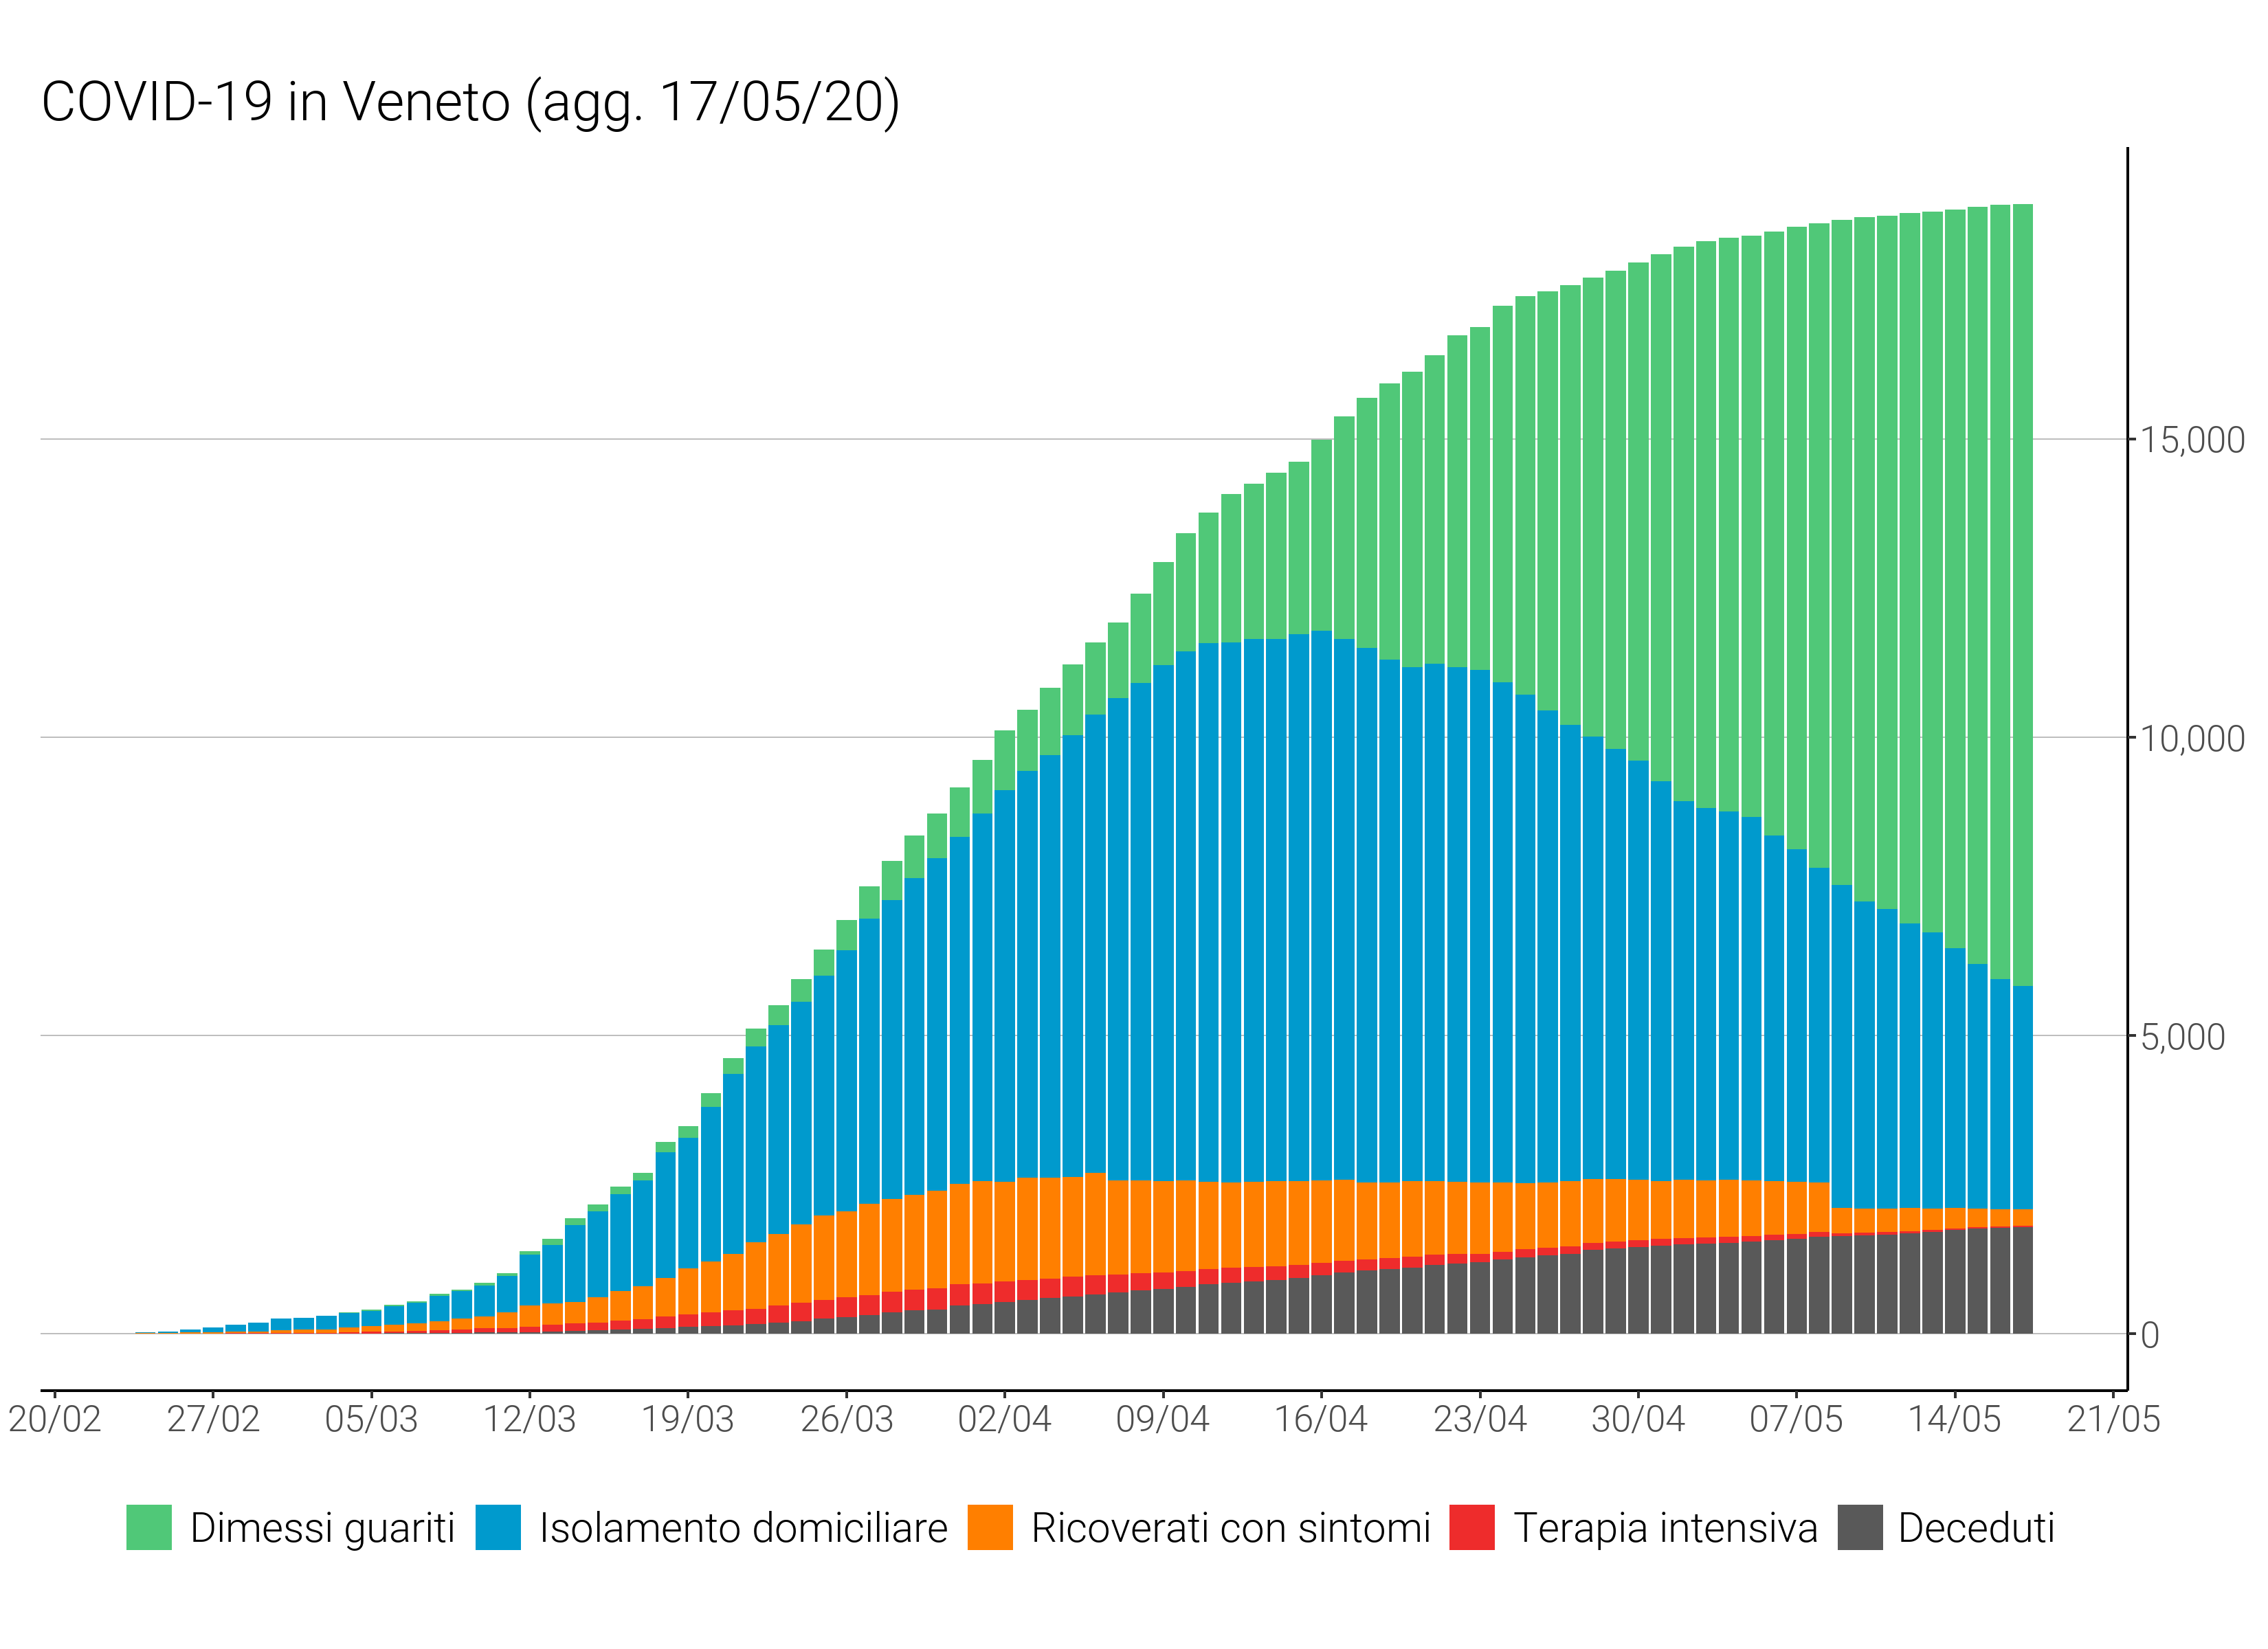 COVID-19 in Veneto (agg. 17/05/20)
15,000
10,000
5,000
0
20/02 27/02 05/03 12/03 19/03 26/03 02/04 09/04 16/04 23/04 30/04 07/05 14/05 21/05
Dimessi guariti Isolamento domiciliare Ricoverati con sintomi Terapia intensiva Deceduti